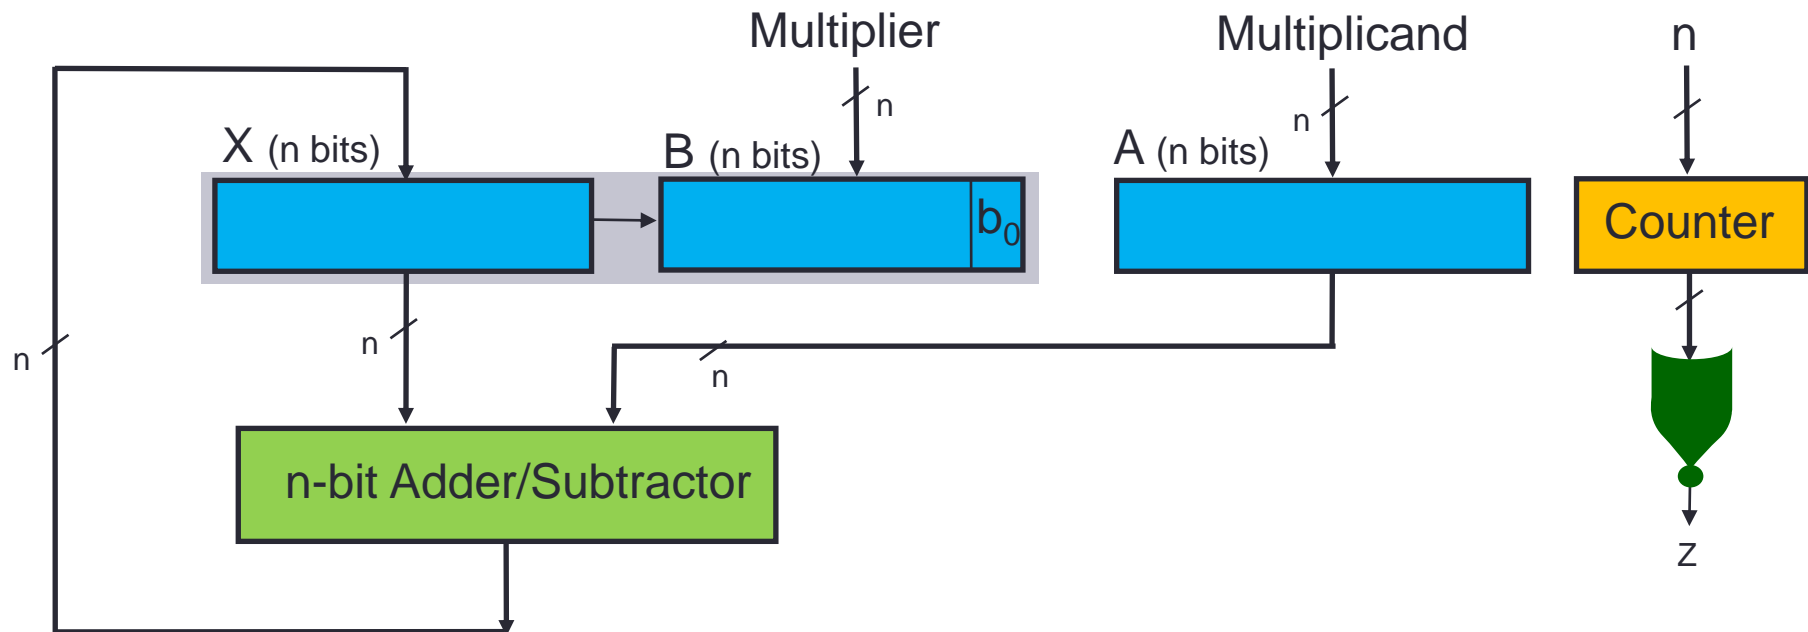 Multiplier
Multiplicand
n
n
n
X (n bits)
B (n bits)
A (n bits)
b0
Counter
n
n
n
n-bit Adder/Subtractor
z